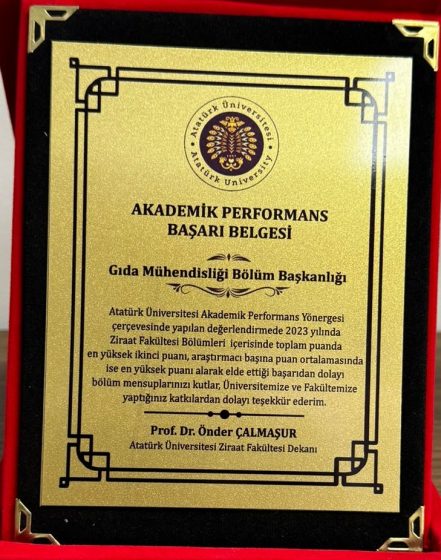 Atatürk Üniversitesi
Atatürk University
AKADEMİK PERFORMANS
BAŞARI BELGESİ
Gıda Mühendisliği Bölüm Başkanlığı
Atatürk Üniversitesi Akademik Performans Yönergesi
çerçevesinde yapılan değerlendirmede 2023 yılında
Ziraat Fakültesi Bölümleri içerisinde toplam puanda
en yüksek ikinci puanı, araştırmacı başına puan ortalamasında
ise en yüksek puanı alarak elde ettiği başarıdan dolayı
bölüm mensuplarınızı kutlar, Üniversitemize ve Fakültemize
yaptığınız katkılardan dolayı teşekkür ederim.
Prof. Dr. Önder ÇALMAŞUR
Atatürk Üniversitesi Ziraat Fakültesi Dekanı